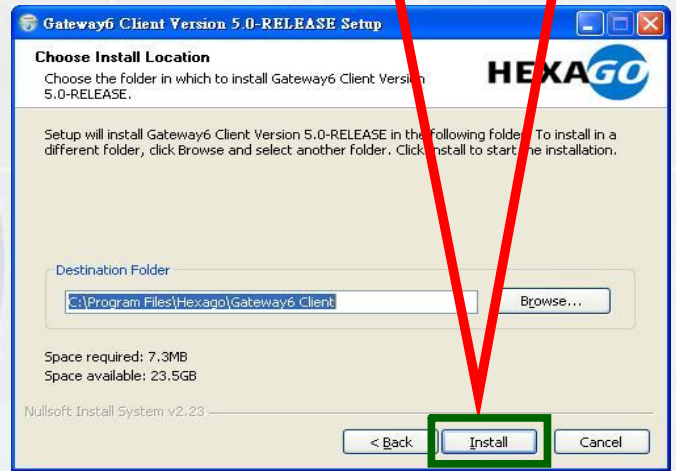 Gateway6 Client Version 5.0-RELEASE Setup
Choose Install Location
Choose the folder in which to install Gateway6 Client Version
5.0-RELEASE.
HEXAGO
Setup will install Gateway6 Client Version 5.0-RELEASE in the following folder. To install in a
different folder, click Browse and select another folder. Click Install to start the installation.
Destination Folder
C:\Program Files\Hexago\Gateway6 Client
Browse...
Space required: 7.3MB
Space available: 23.5GB
Nullsoft Install System v2.23
< Back
Install
Cancel